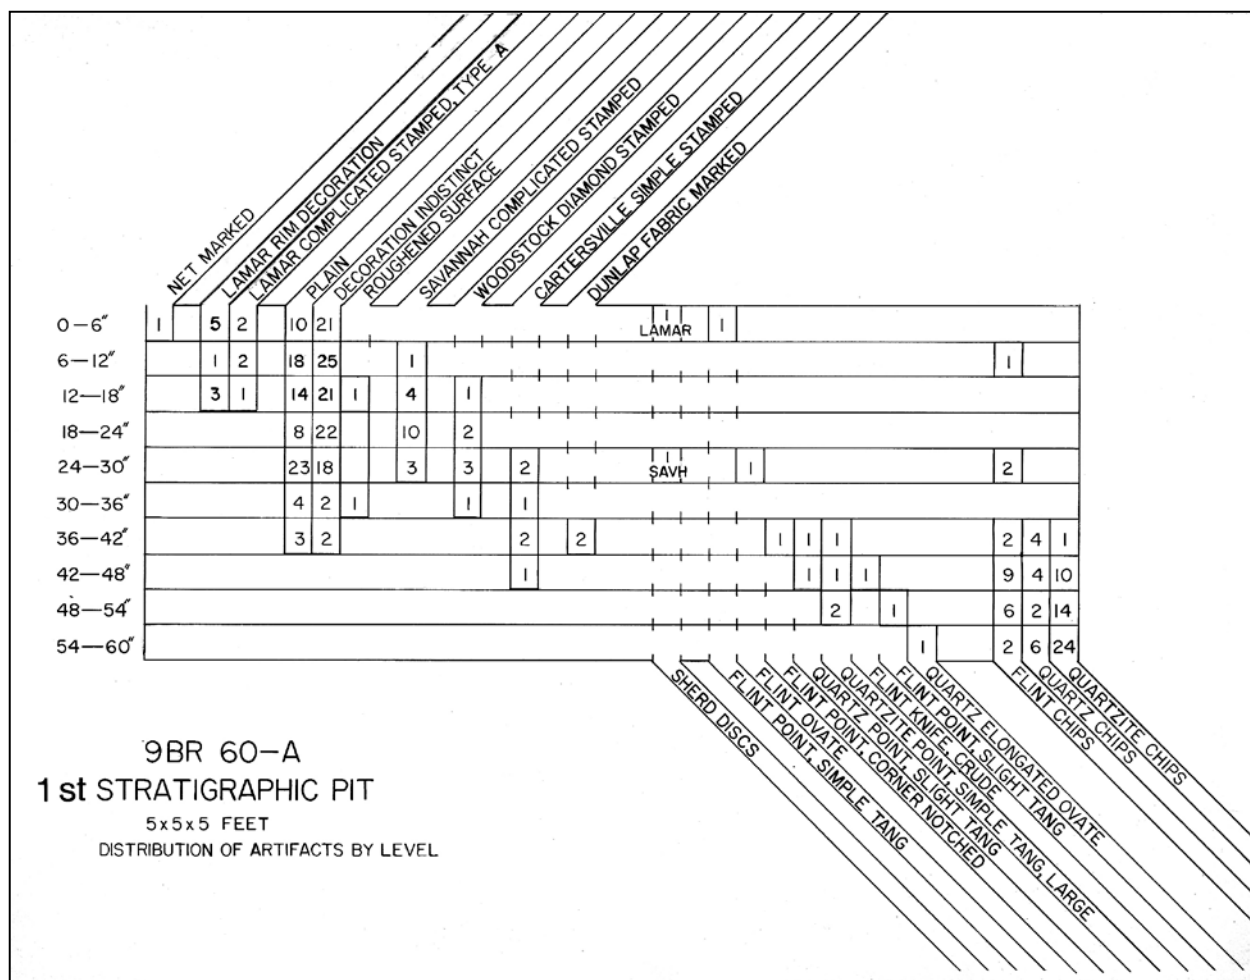 NET MARKED
LAMAR RIM DECORATION
LAMAR COMPLICATED STAMPED, TYPE A
PLAIN
DECORATION INDISTINCT
ROUGHENED SURFACE
SAVANNAH COMPLICATED STAMPED
WOODSTOCK DIAMOND STAMPED
CARTERSVILLE SIMPLE STAMPED
DUNLAP FABRIC MARKED
0—6" 1 5 2 10 21 1 LAMAR 1
6—12" 1 2 18 25 1 1
12—18" 3 1 14 21 1 4 1
18—24" 8 22 10 2
24—30" 23 18 3 3 2 1 SAVH 1 2
30—36" 4 2 1 1 1
36—42" 3 2 2 2 1 1 1 2 4 1
42—48" 1 1 1 1 9 4 10
48—54" 2 1 6 2 14
54—60" 1 2 6 24
SHERD DISCS
FLINT POINT, SIMPLE TANG
FLINT OVATE
FLINT POINT, CORNER NOTCHED
QUARTZ POINT, SLIGHT TANG
QUARTZITE POINT, SIMPLE TANG, LARGE
FLINT KNIFE, CRUDE
FLINT POINT, SLIGHT TANG
QUARTZ ELONGATED OVATE
FLINT CHIPS
QUARTZ CHIPS
QUARTZITE CHIPS
9BR 60-A
1st STRATIGRAPHIC PIT
5x5x5 FEET
DISTRIBUTION OF ARTIFACTS BY LEVEL